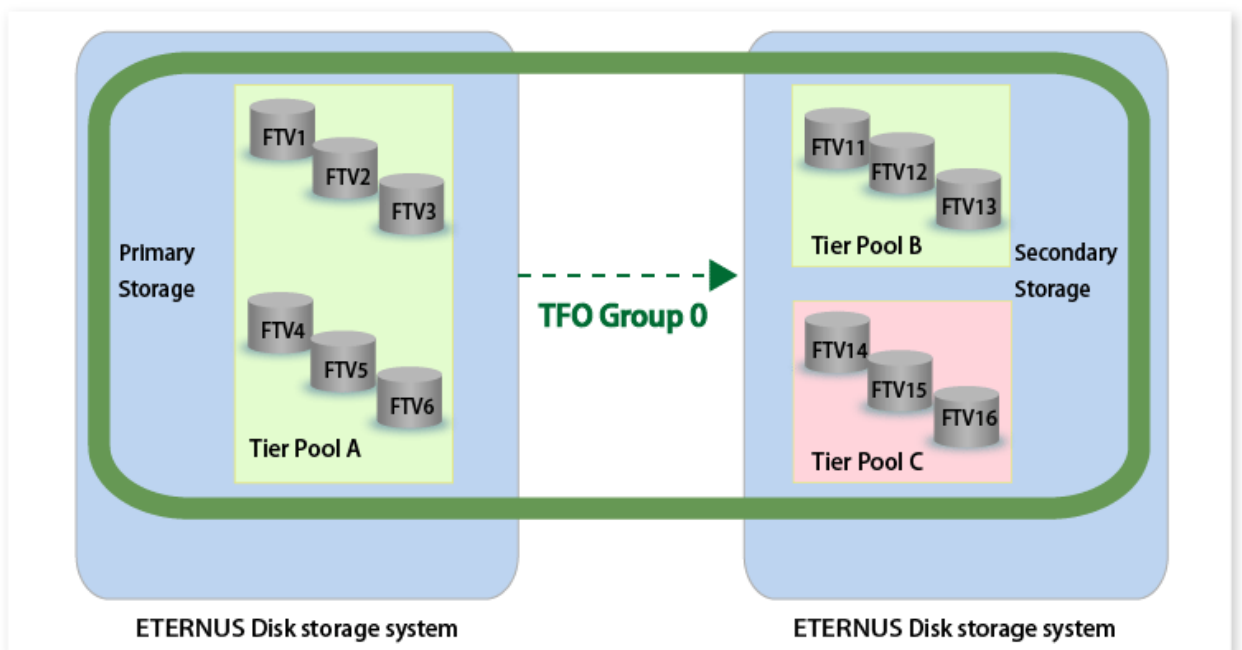 FTV1
FTV2
FTV3
FTV4
FTV5
FTV6
Tier Pool A
Primary
Storage
TFO Group 0
FTV11
FTV12
FTV13
Tier Pool B
FTV14
FTV15
FTV16
Tier Pool C
Secondary
Storage
ETERNUS Disk storage system
ETERNUS Disk storage system